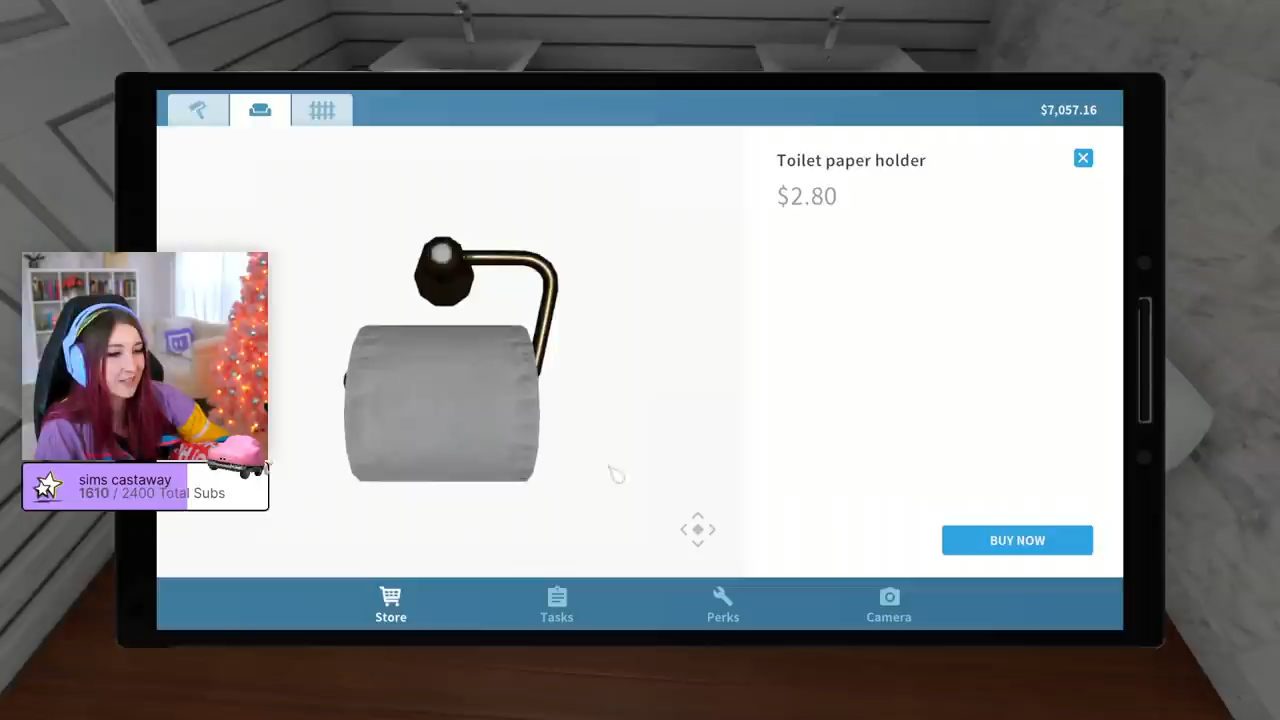 $7,057.16
Toilet paper holder
$2.80
sims castaway
1610 / 2400 Total Subs
BUY NOW
Store
Tasks
Perks
Camera